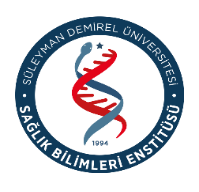 SÜLEYMAN DEMİREL ÜNİVERSİTESİ
1994
SAĞLIK BİLİMLERİ ENSTİTÜSÜ